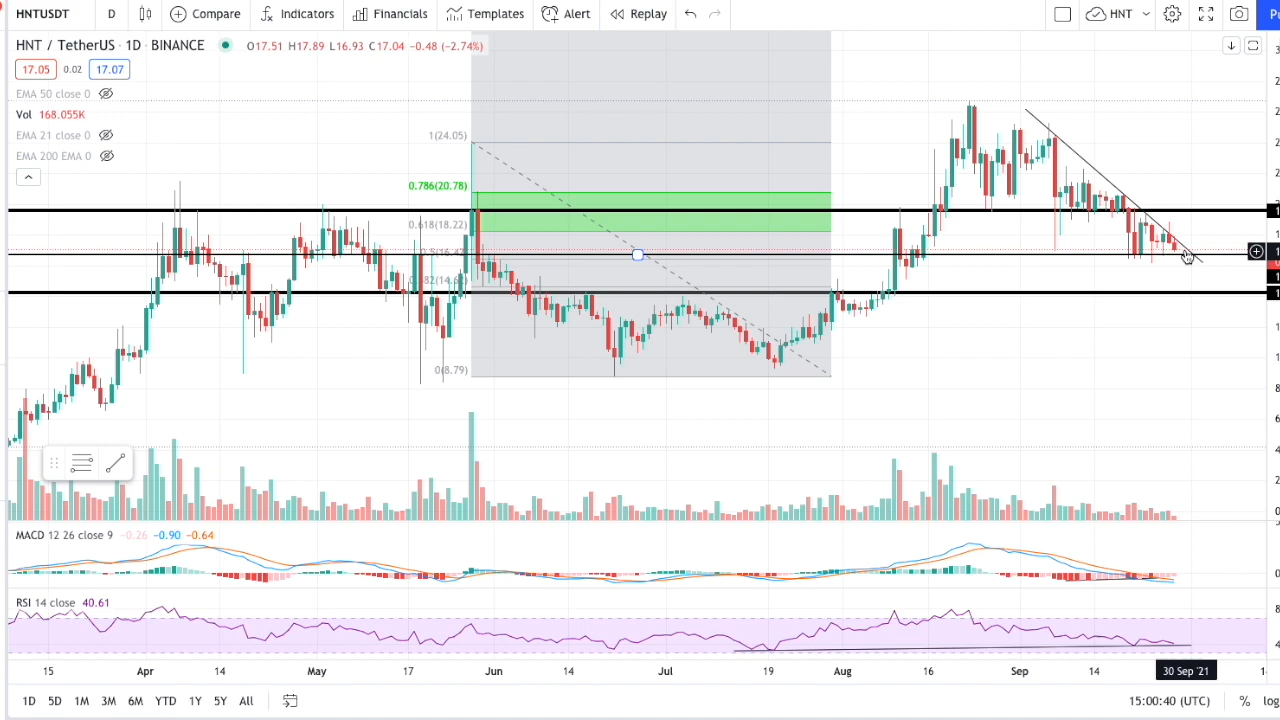 HNTUSDT D Compare Indicators Financials Templates Alert Replay HNT
HNT / TetherUS · 1D · BINANCE O17.51 H17.89 L16.93 C17.04 -0.48 (-2.74%)
17.05 0.02 17.07
EMA 50 close 0
Vol 168.055K
EMA 21 close 0
EMA 200 EMA 0
1(24.05)
0.786(20.78)
0.618(18.22)
0(8.79)
MACD 12 26 close 9 -0.26 -0.90 -0.64
RSI 14 close 40.61
15 Apr 14 May 17 Jun 14 Jul 19 Aug 16 Sep 14 30 Sep '21
1D 5D 1M 3M 6M YTD 1Y 5Y All 15:00:40 (UTC) % log